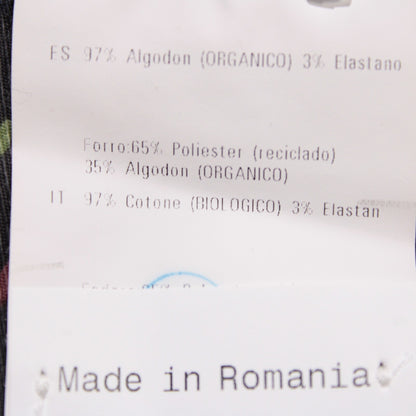 ES 97% Algodon (ORGANICO) 3% Elastano
Forro:65% Poliester (reciclado)
35% Algodon (ORGANICO)
IT 97% Cotone (BIOLOGICO) 3% Elastan
Made in Romania